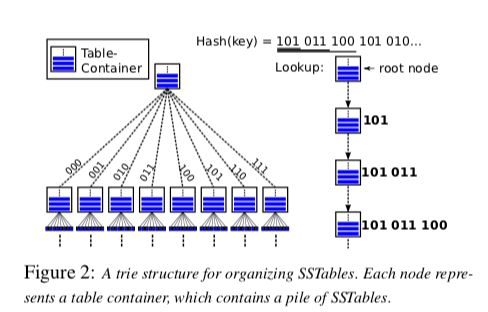 Hash(key) = 101 011 100 101 010...
Table-
Container
Lookup:
root node
101
101 011
101 011 100
000
001
010
011
100
101
110
111
Figure 2: A trie structure for organizing SSTables. Each node repre-
sents a table container, which contains a pile of SSTables.